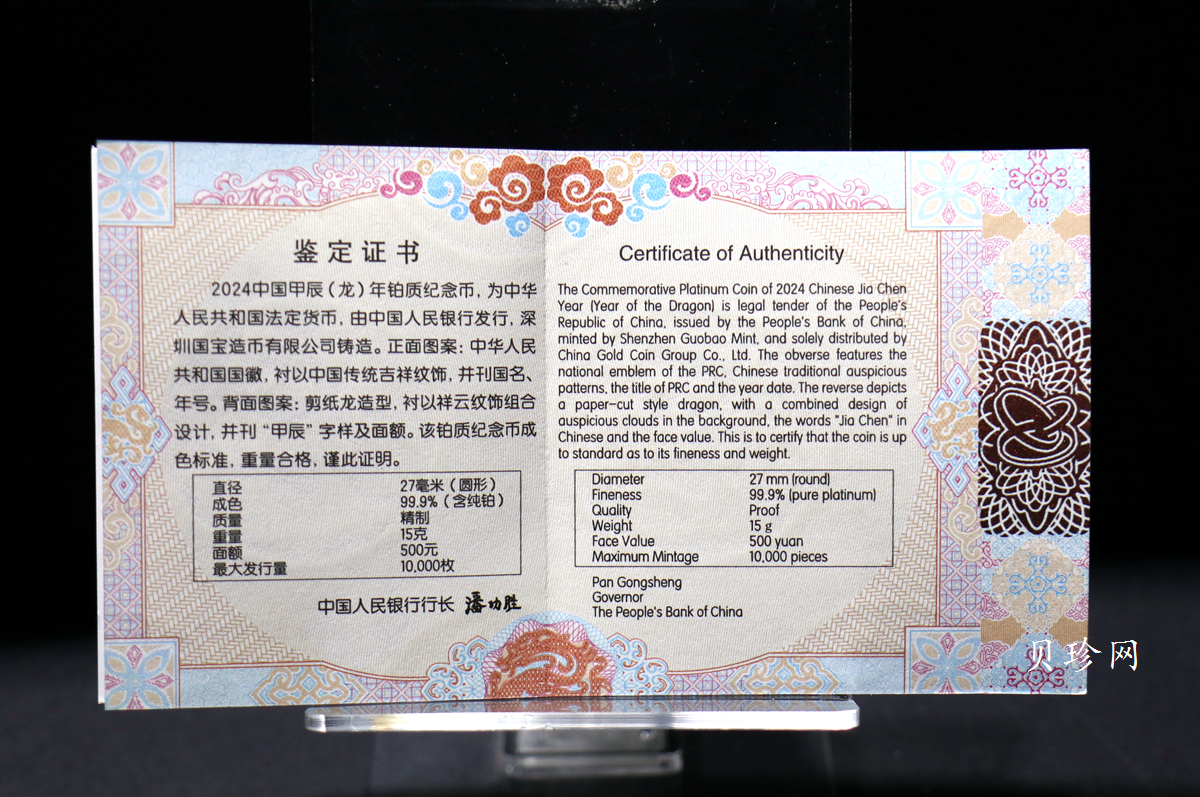 鉴定证书
2024中国甲辰（龙）年铂质纪念币，为中华
人民共和国法定货币，由中国人民银行发行，深
圳国宝造币有限公司铸造。正面图案：中华人民
共和国国徽，衬以中国传统吉祥纹饰，并刊国名、
年号。背面图案：剪纸龙造型，衬以祥云纹饰组合
设计，并刊“甲辰”字样及面额。该铂质纪念币成
色标准，重量合格，谨此证明。
直径 27毫米（圆形）
成色 99.9%（含纯铂）
质量 精制
重量 15克
面额 500元
最大发行量 10,000枚
中国人民银行行长 潘功胜
Certificate of Authenticity
The Commemorative Platinum Coin of 2024 Chinese Jia Chen
Year (Year of the Dragon) is legal tender of the People's
Republic of China, issued by the People's Bank of China,
minted by Shenzhen Guobao Mint, and solely distributed by
China Gold Coin Group Co., Ltd. The obverse features the
national emblem of the PRC, Chinese traditional auspicious
patterns, the title of PRC and the year date. The reverse depicts
a paper-cut style dragon, with a combined design of
auspicious clouds in the background, the words "Jia Chen" in
Chinese and the face value. This is to certify that the coin is up
to standard as to its fineness and weight.
Diameter 27 mm (round)
Fineness 99.9% (pure platinum)
Quality Proof
Weight 15 g
Face Value 500 yuan
Maximum Mintage 10,000 pieces
Pan Gongsheng
Governor
The People's Bank of China
贝珍网